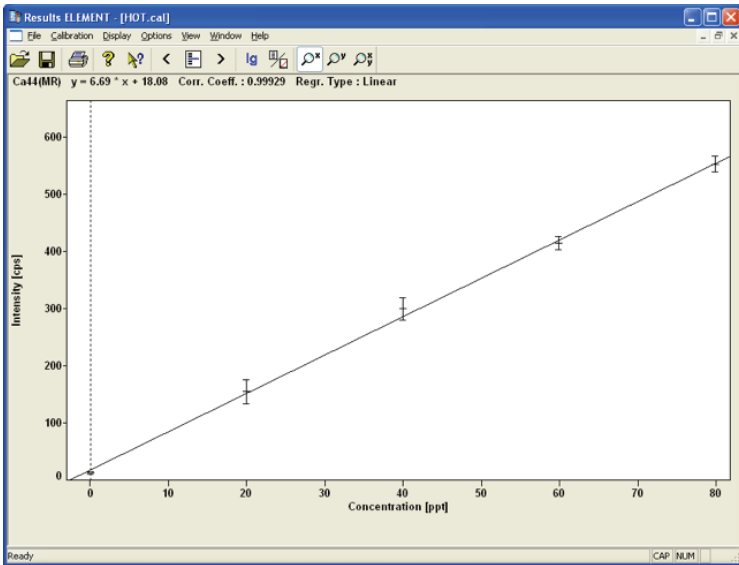 Results ELEMENT - [HOT.cal]
File Calibration Display Options View Window Help
< > lg x y x y
Ca44(MR) y = 6.69 * x + 18.08 Corr. Coeff. : 0.99929 Regr. Type : Linear
600
500
400
300
200
100
0
Intensity [cps]
0 10 20 30 40 50 60 70 80
Concentration [ppt]
Ready CAP NUM